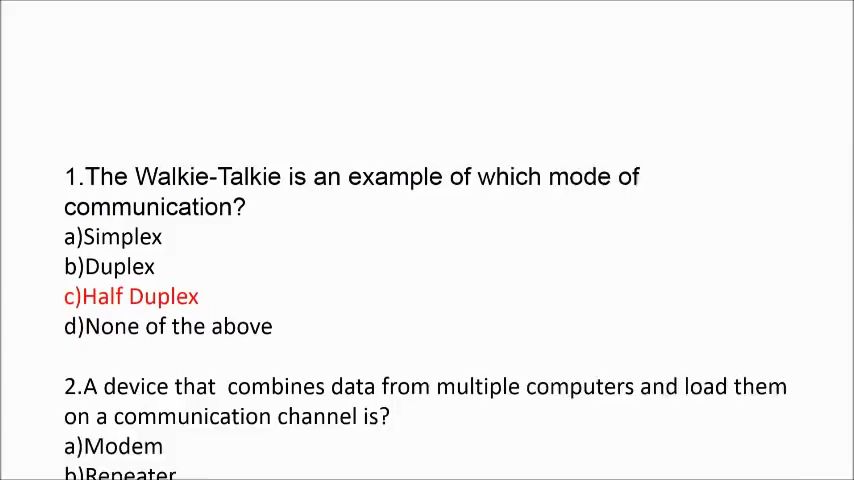 1.The Walkie-Talkie is an example of which mode of
communication?
a)Simplex
b)Duplex
c)Half Duplex
d)None of the above
2.A device that  combines data from multiple computers and load them
on a communication channel is?
a)Modem
b)Repeater